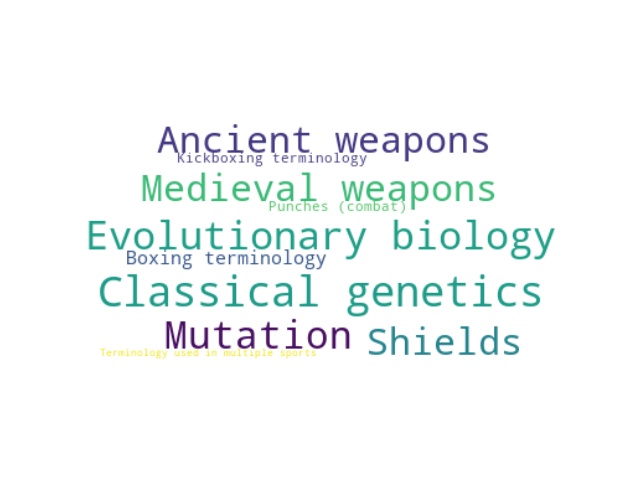 Ancient weapons
Kickboxing terminology
Medieval weapons
Punches (combat)
Evolutionary biology
Boxing terminology
Classical genetics
Mutation
Shields
Terminology used in multiple sports